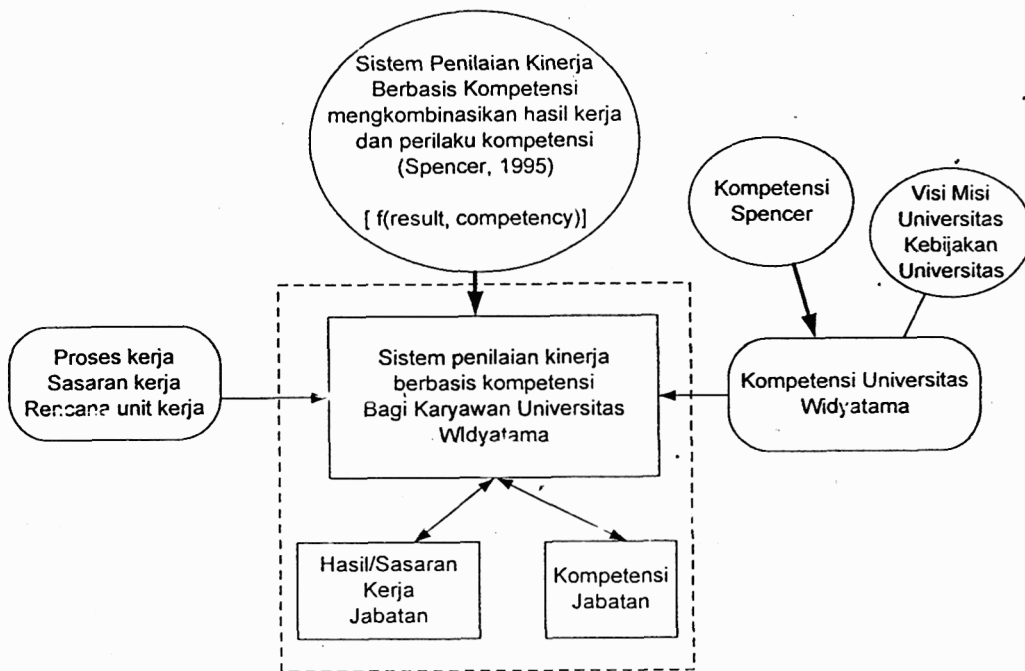 Sistem Penilaian Kinerja
Berbasis Kompetensi
mengkombinasikan hasil kerja
dan perilaku kompetensi
(Spencer, 1995)
[ f(result, competency)]
Kompetensi
Spencer
Visi Misi
Universitas
Kebijakan
Universitas
Proses kerja
Sasaran kerja
Rencana unit kerja
Sistem penilaian kinerja
berbasis kompetensi
Bagi Karyawan Universitas
WIdyatama
Kompetensi Universitas
Widyatama
Hasil/Sasaran
Kerja
Jabatan
Kompetensi
Jabatan